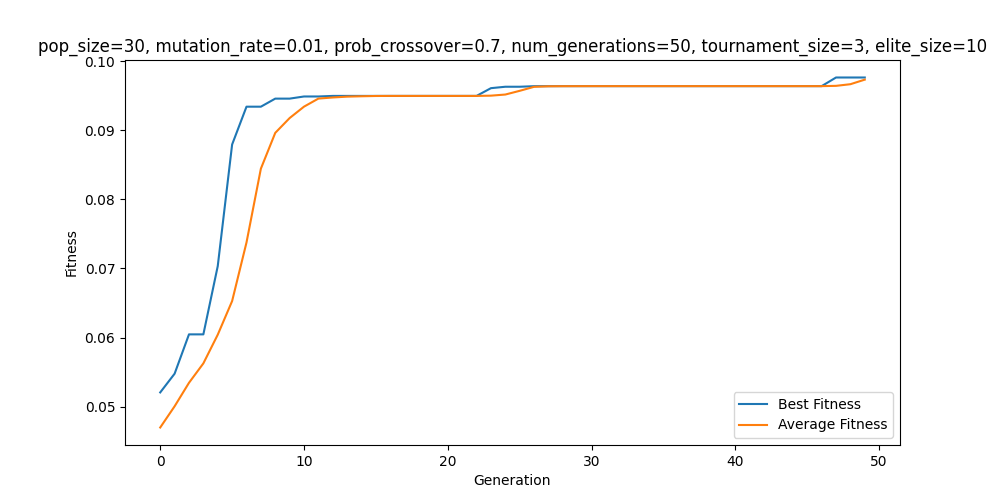 pop_size=30, mutation_rate=0.01, prob_crossover=0.7, num_generations=50, tournament_size=3, elite_size=10
0.10
0.09
0.08
0.07
0.06
0.05
Fitness
0 10 20 30 40 50
Generation
Best Fitness
Average Fitness